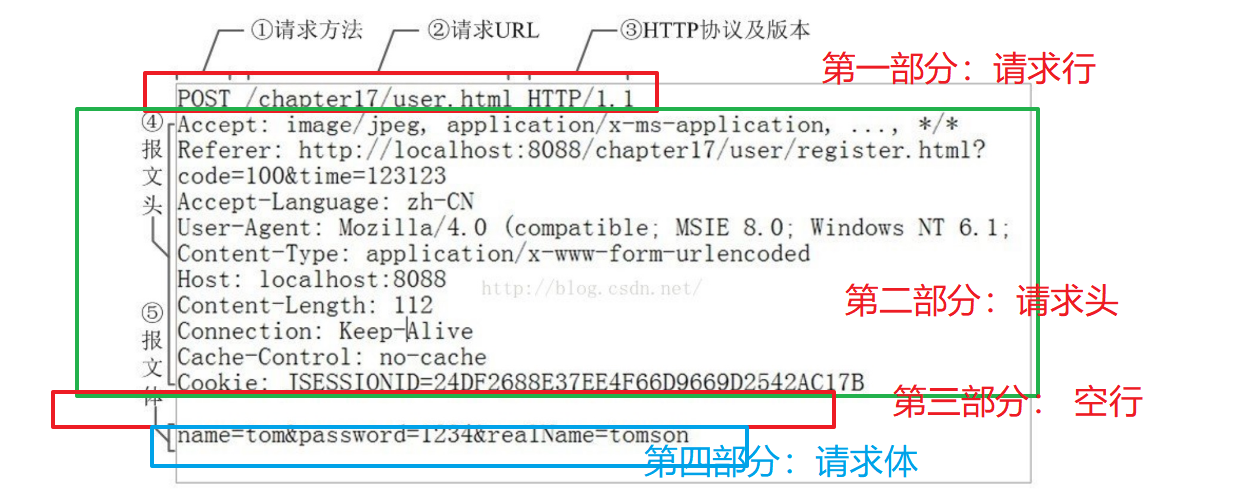 ①请求方法 ②请求URL ③HTTP协议及版本
第一部分：请求行
POST /chapter17/user.html HTTP/1.1
④报文头
Accept: image/jpeg, application/x-ms-application, ..., */*
Referer: http://localhost:8088/chapter17/user/register.html?
code=100&time=123123
Accept-Language: zh-CN
User-Agent: Mozilla/4.0 (compatible; MSIE 8.0; Windows NT 6.1;
Content-Type: application/x-www-form-urlencoded
Host: localhost:8088
http://blog.csdn.net/
第二部分：请求头
Content-Length: 112
Connection: Keep-Alive
Cache-Control: no-cache
Cookie: JSESSIONID=24DF2688E37EE4F66D9669D2542AC17B
⑤报文体
第三部分： 空行
name=tom&password=1234&realName=tomson
第四部分：请求体